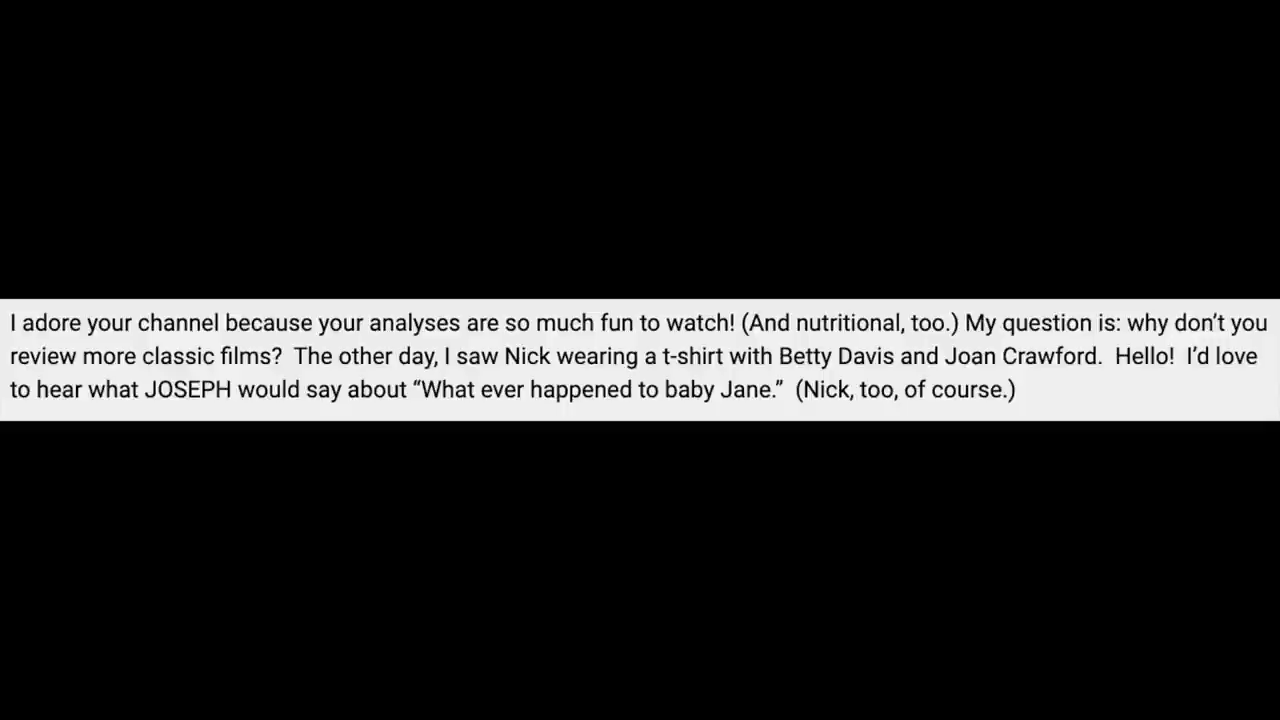 I adore your channel because your analyses are so much fun to watch! (And nutritional, too.) My question is: why don’t you
review more classic films?  The other day, I saw Nick wearing a t-shirt with Betty Davis and Joan Crawford.  Hello!  I’d love
to hear what JOSEPH would say about “What ever happened to baby Jane.”  (Nick, too, of course.)